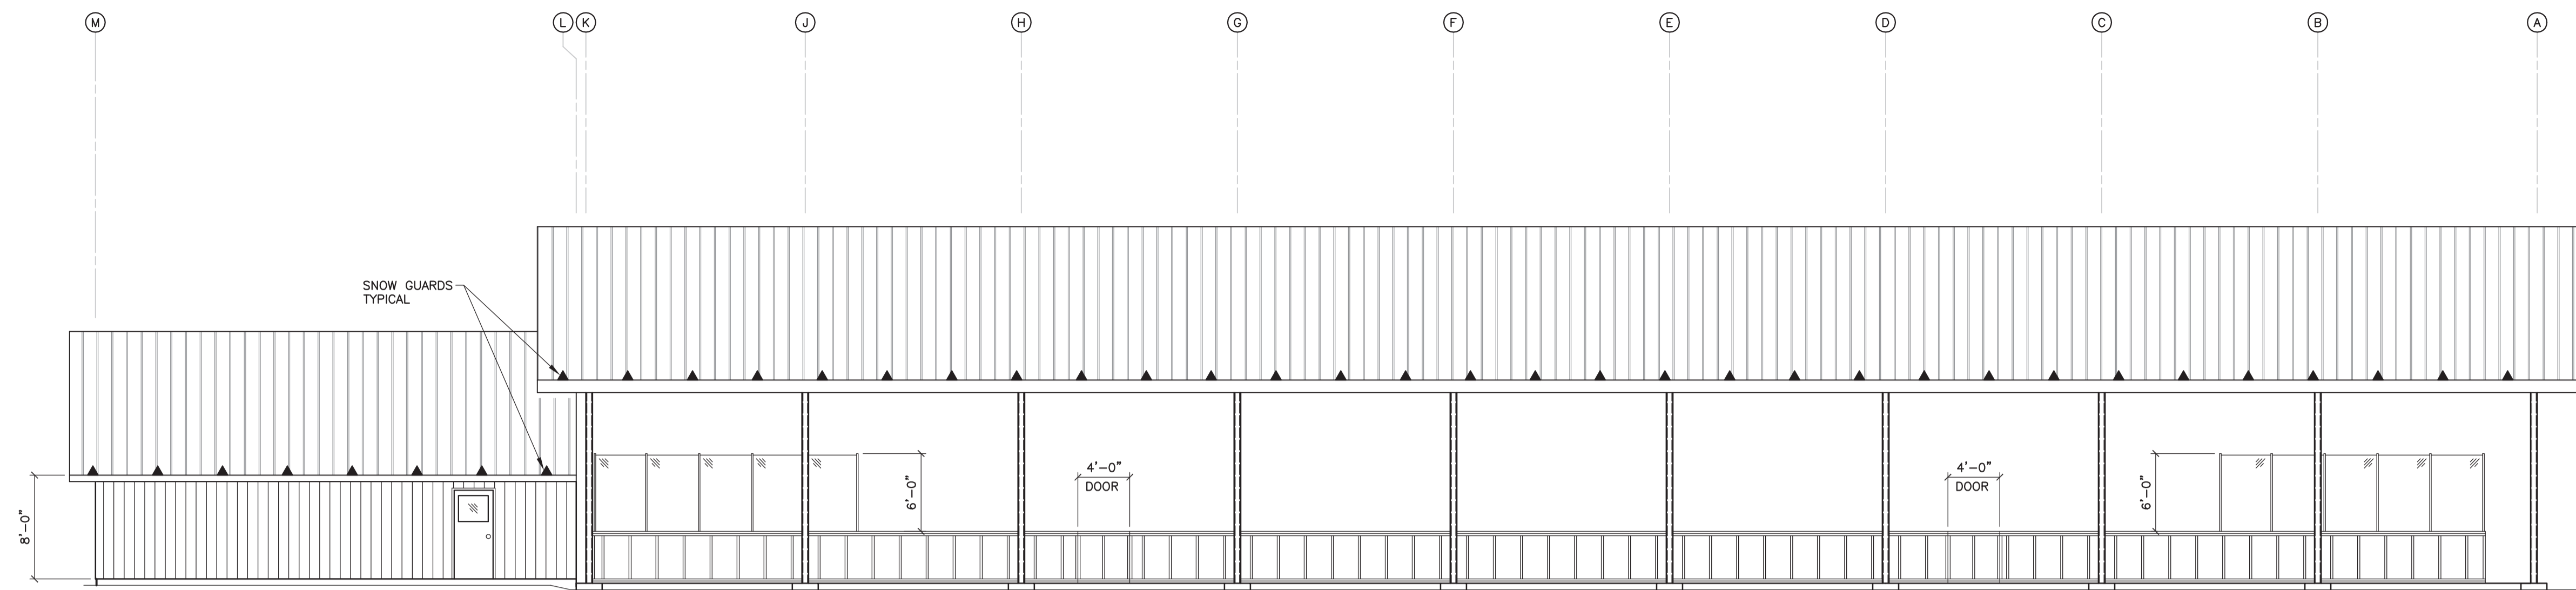 M L K J H G F E D C B A
SNOW GUARDS
TYPICAL
6'-0"
4'-0"
DOOR
4'-0"
DOOR
6'-0"
8'-0"